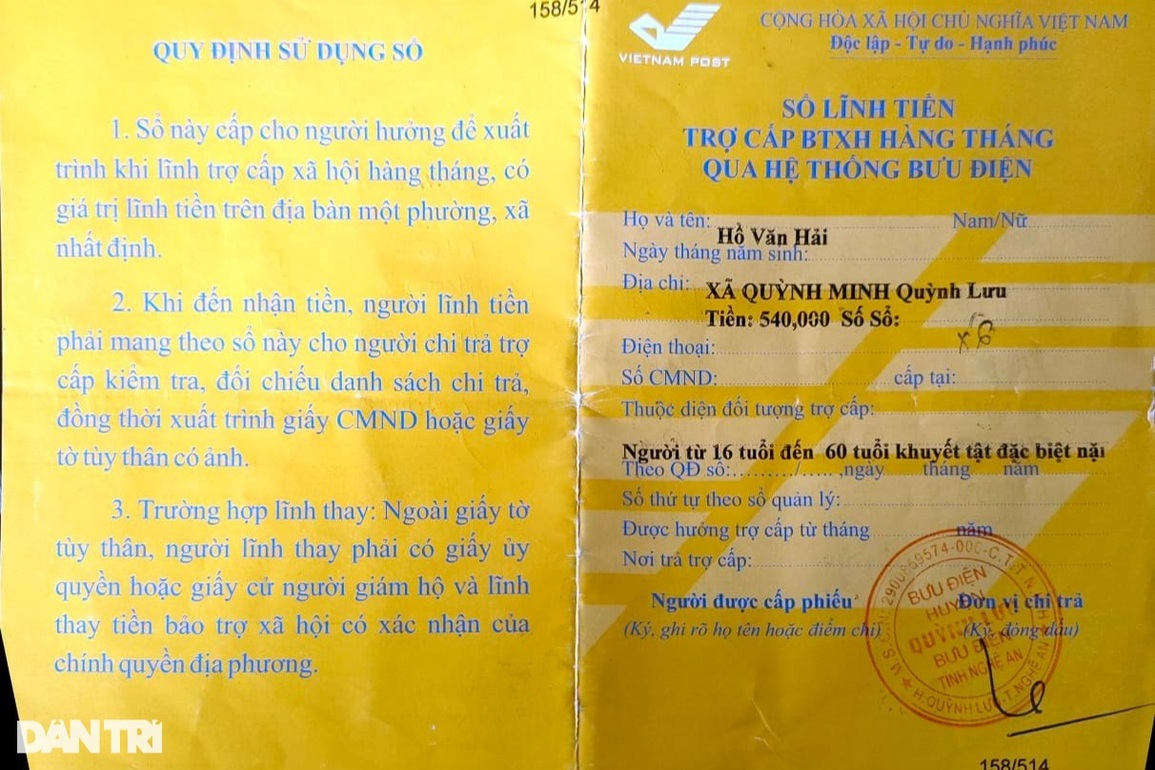 158/514
QUY ĐỊNH SỬ DỤNG SỔ
1. Sổ này cấp cho người hưởng để xuất
trình khi lĩnh trợ cấp xã hội hàng tháng, có
giá trị lĩnh tiền trên địa bàn một phường, xã
nhất định.
2. Khi đến nhận tiền, người lĩnh tiền
phải mang theo sổ này cho người chi trả trợ
cấp kiểm tra, đối chiếu danh sách chi trả,
đồng thời xuất trình giấy CMND hoặc giấy
tờ tùy thân có ảnh.
3. Trường hợp lĩnh thay: Ngoài giấy tờ
tùy thân, người lĩnh thay phải có giấy ủy
quyền hoặc giấy cử người giám hộ và lĩnh
thay tiền bảo trợ xã hội có xác nhận của
chính quyền địa phương.
DÂN TRÍ
VIETNAM POST
CỘNG HÒA XÃ HỘI CHỦ NGHĨA VIỆT NAM
Độc lập - Tự do - Hạnh phúc
SỔ LĨNH TIỀN
TRỢ CẤP BTXH HÀNG THÁNG
QUA HỆ THỐNG BƯU ĐIỆN
Họ và tên: Nam/Nữ
Hồ Văn Hải
Ngày tháng năm sinh:
Địa chỉ: XÃ QUỲNH MINH Quỳnh Lưu
Tiền: 540,000 Số Sổ:
Điện thoại:
Số CMND: cấp tại:
Thuộc diện đối tượng trợ cấp:
Người từ 16 tuổi đến 60 tuổi khuyết tật đặc biệt nặ
Theo QĐ số:........./......,ngày tháng năm
Số thứ tự theo sổ quản lý:
Được hưởng trợ cấp từ tháng năm
Nơi trả trợ cấp:
Người được cấp phiếu Đơn vị chi trả
(Ký, ghi rõ họ tên hoặc điểm chỉ) (Ký, đóng dấu)
BƯU ĐIỆN
HUYỆN
QUỲNH LƯU
BƯU ĐIỆN
TỈNH NGHỆ AN
H.QUỲNH LƯU-T.NGHỆ AN
158/514